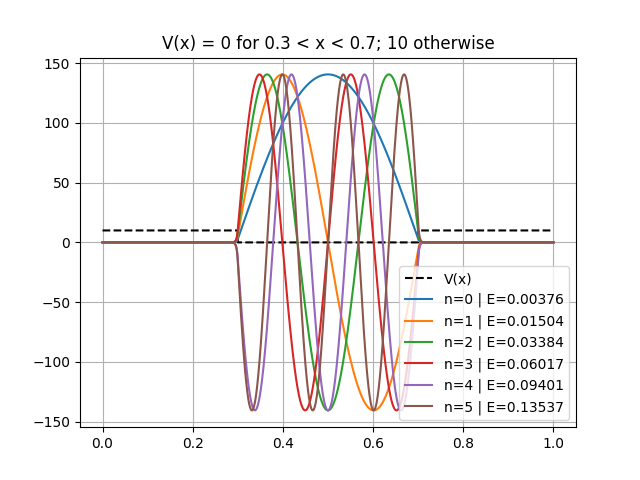 V(x) = 0 for 0.3 < x < 0.7; 10 otherwise
150
100
50
0
−50
−100
−150
0.0 0.2 0.4 0.6 0.8 1.0
V(x)
n=0 | E=0.00376
n=1 | E=0.01504
n=2 | E=0.03384
n=3 | E=0.06017
n=4 | E=0.09401
n=5 | E=0.13537